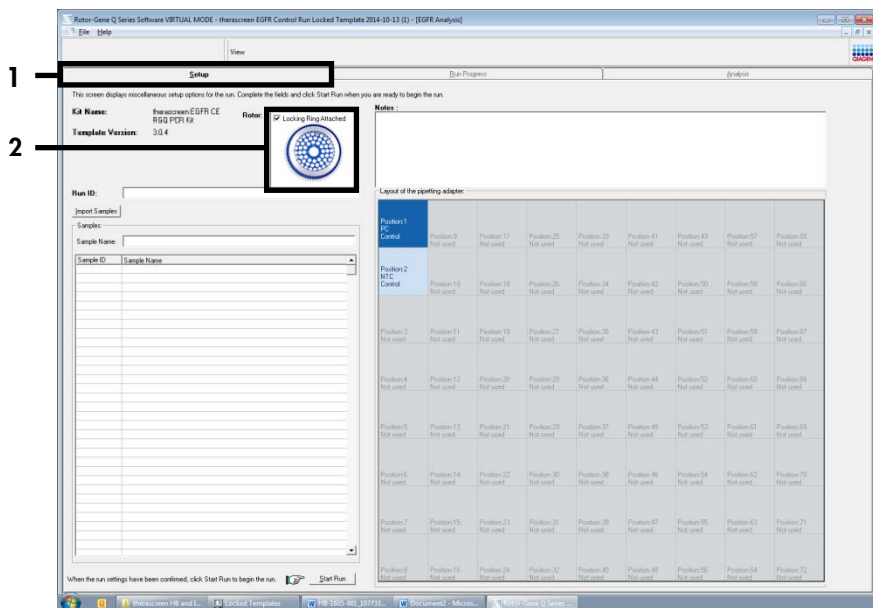 Rotor-Gene Q Series Software VIRTUAL MODE - therascreen EGFR Control Run Locked Template 2014-10-13 (1) - [EGFR Analysis]
File Help
View
QIAGEN
1
Setup
Run Progress
Analysis
This screen displays miscellaneous setup options for the run. Complete the fields and click Start Run when you are ready to begin the run.
Kit Name: therascreen EGFR CE
RGQ PCR Kit
Template Version: 3.0.4
Rotor:
2
Locking Ring Attached
Notes :
Run ID:
Import Samples
Samples:
Sample Name:
Sample ID Sample Name
Layout of the pipetting adapter:
Position:1 PC Control
Position:9 Not used
Position:17 Not used
Position:25 Not used
Position:33 Not used
Position:41 Not used
Position:49 Not used
Position:57 Not used
Position:65 Not used
Position:2 NTC Control
Position:10 Not used
Position:18 Not used
Position:26 Not used
Position:34 Not used
Position:42 Not used
Position:50 Not used
Position:58 Not used
Position:66 Not used
Position:3 Not used
Position:11 Not used
Position:19 Not used
Position:27 Not used
Position:35 Not used
Position:43 Not used
Position:51 Not used
Position:59 Not used
Position:67 Not used
Position:4 Not used
Position:12 Not used
Position:20 Not used
Position:28 Not used
Position:36 Not used
Position:44 Not used
Position:52 Not used
Position:60 Not used
Position:68 Not used
Position:5 Not used
Position:13 Not used
Position:21 Not used
Position:29 Not used
Position:37 Not used
Position:45 Not used
Position:53 Not used
Position:61 Not used
Position:69 Not used
Position:6 Not used
Position:14 Not used
Position:22 Not used
Position:30 Not used
Position:38 Not used
Position:46 Not used
Position:54 Not used
Position:62 Not used
Position:70 Not used
Position:7 Not used
Position:15 Not used
Position:23 Not used
Position:31 Not used
Position:39 Not used
Position:47 Not used
Position:55 Not used
Position:63 Not used
Position:71 Not used
Position:8 Not used
Position:16 Not used
Position:24 Not used
Position:32 Not used
Position:40 Not used
Position:48 Not used
Position:56 Not used
Position:64 Not used
Position:72 Not used
When the run settings have been confirmed, click Start Run to begin the run.
Start Run
therascreen HB and I...
Locked Templates
HB-1605-001_107733...
Document2 - Micros...
Rotor-Gene Q Series ...